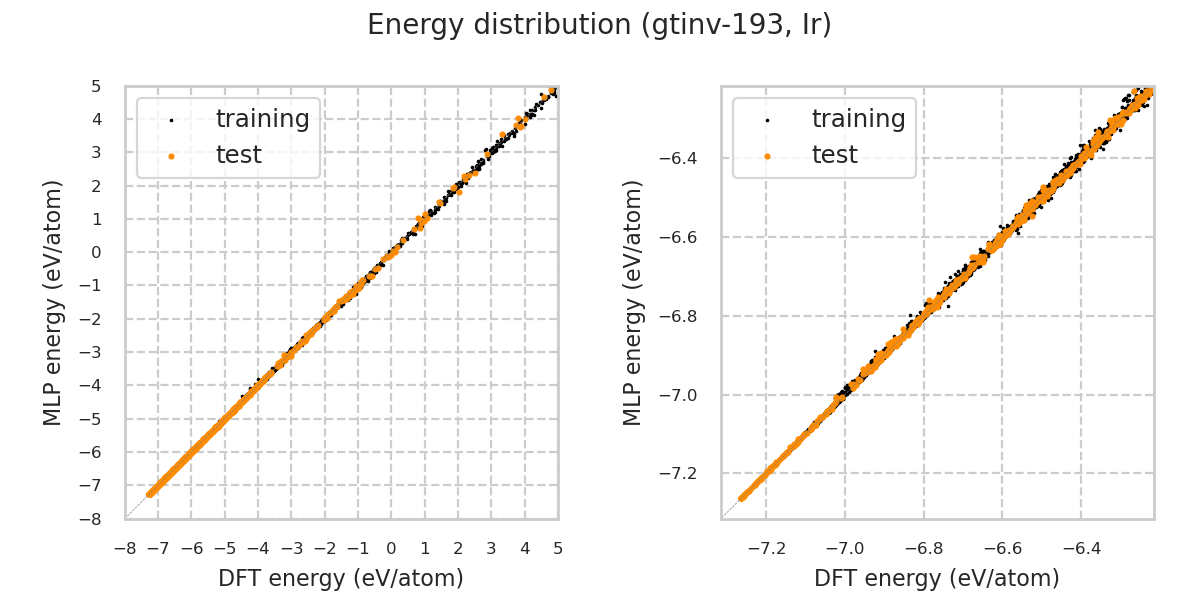 Energy distribution (gtinv-193, Ir)
MLP energy (eV/atom)
5
4
3
2
1
0
−1
−2
−3
−4
−5
−6
−7
−8
training
test
−8 −7 −6 −5 −4 −3 −2 −1 0 1 2 3 4 5
DFT energy (eV/atom)
MLP energy (eV/atom)
−6.4
−6.6
−6.8
−7.0
−7.2
training
test
−7.2 −7.0 −6.8 −6.6 −6.4
DFT energy (eV/atom)